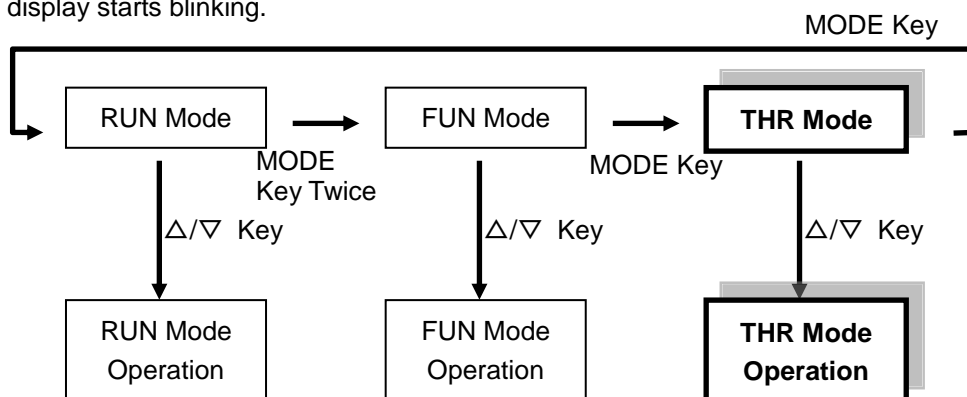 display starts blinking.
MODE Key
RUN Mode
FUN Mode
THR Mode
MODE
Key Twice
MODE Key
△/▽ Key
△/▽ Key
△/▽ Key
RUN Mode
Operation
FUN Mode
Operation
THR Mode
Operation